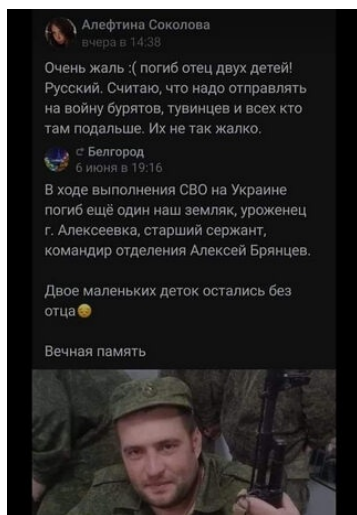 Алефтина Соколова
вчера в 14:38
Очень жаль :( погиб отец двух детей!
Русский. Считаю, что надо отправлять
на войну бурятов, тувинцев и всех кто
там подальше. Их не так жалко.
Белгород
6 июня в 19:16
В ходе выполнения СВО на Украине
погиб ещё один наш земляк, уроженец
г. Алексеевка, старший сержант,
командир отделения Алексей Брянцев.
Двое маленьких деток остались без
отца😔
Вечная память